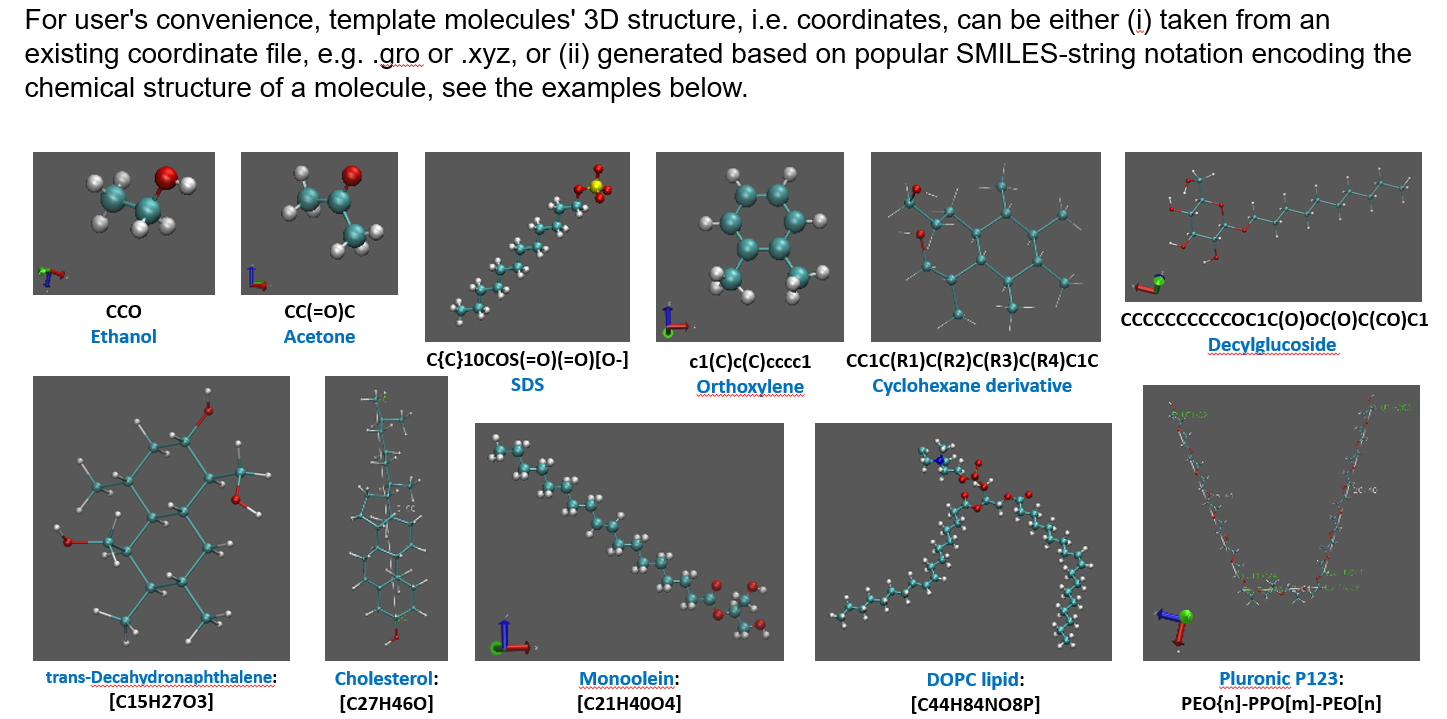 For user's convenience, template molecules' 3D structure, i.e. coordinates, can be either (i) taken from an
existing coordinate file, e.g. .gro or .xyz, or (ii) generated based on popular SMILES-string notation encoding the
chemical structure of a molecule, see the examples below.
CCO
Ethanol
CC(=O)C
Acetone
C{C}10COS(=O)(=O)[O-]
SDS
c1(C)c(C)cccc1
Orthoxylene
CC1C(R1)C(R2)C(R3)C(R4)C1C
Cyclohexane derivative
CCCCCCCCCCOC1C(O)OC(O)C(CO)C1
Decylglucoside
trans-Decahydronaphthalene:
[C15H27O3]
Cholesterol:
[C27H46O]
Monoolein:
[C21H40O4]
DOPC lipid:
[C44H84NO8P]
Pluronic P123:
PEO{n]-PPO[m]-PEO[n]